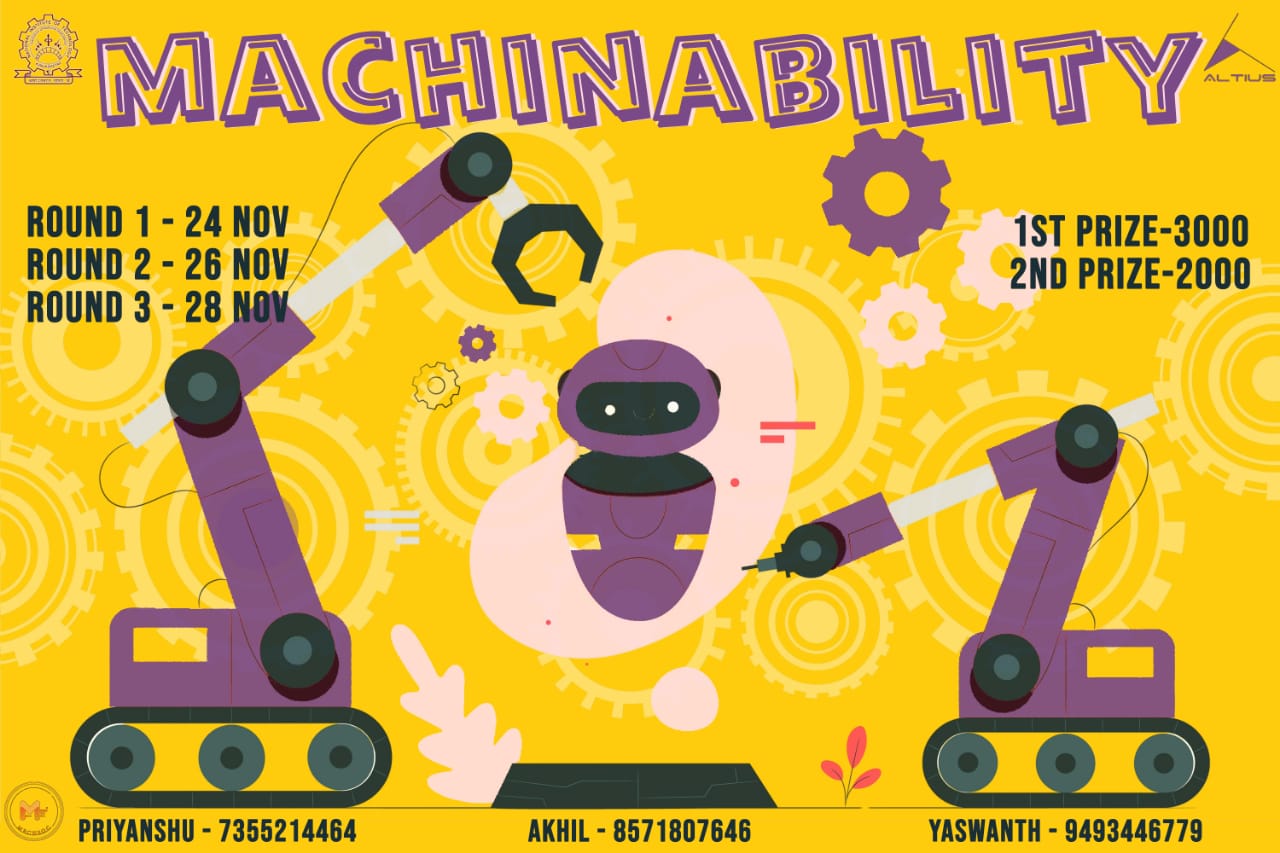 MACHINABILITY
ALTIUS
ROUND 1 - 24 NOV
ROUND 2 - 26 NOV
ROUND 3 - 28 NOV
1ST PRIZE-3000
2ND PRIZE-2000
PRIYANSHU - 7355214464
AKHIL - 8571807646
YASWANTH - 9493446779